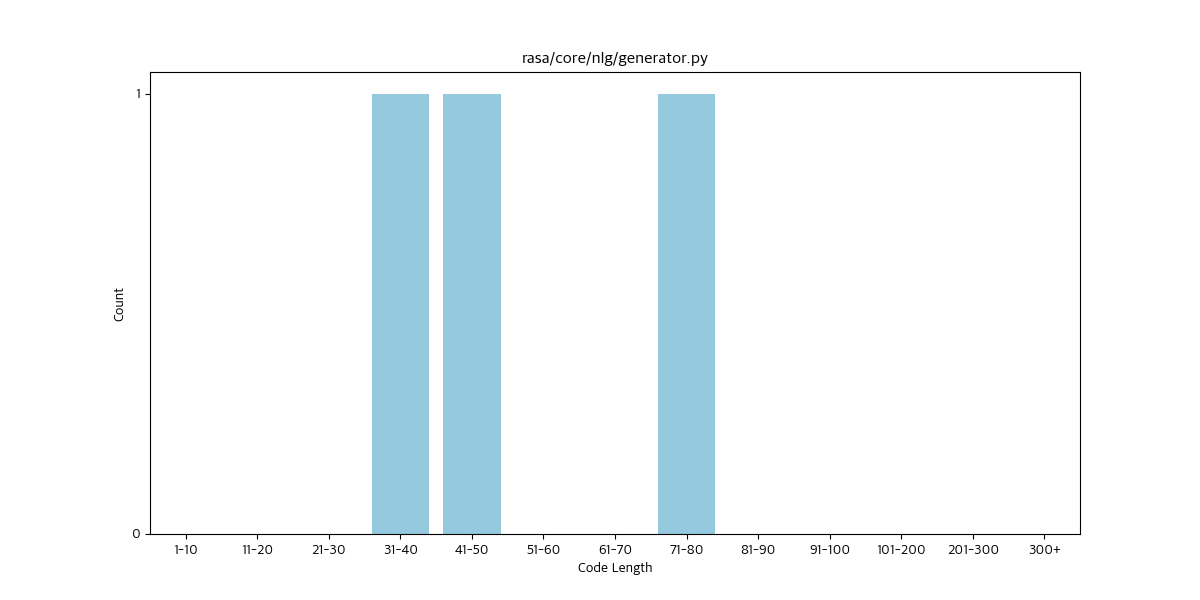 rasa/core/nlg/generator.py
1
0
Count
1-10 11-20 21-30 31-40 41-50 51-60 61-70 71-80 81-90 91-100 101-200 201-300 300+
Code Length